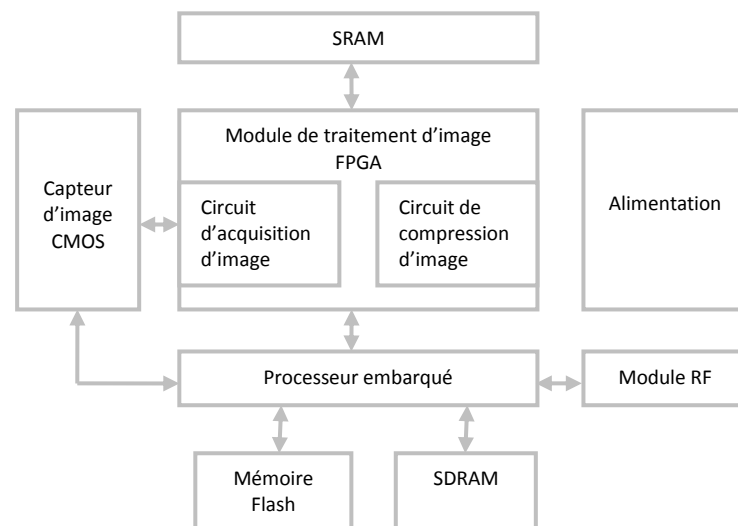 SRAM
Module de traitement d’image
FPGA
Capteur
d’image
CMOS
Circuit
d’acquisition
d’image
Circuit de
compression
d’image
Alimentation
Processeur embarqué
Module RF
Mémoire
Flash
SDRAM